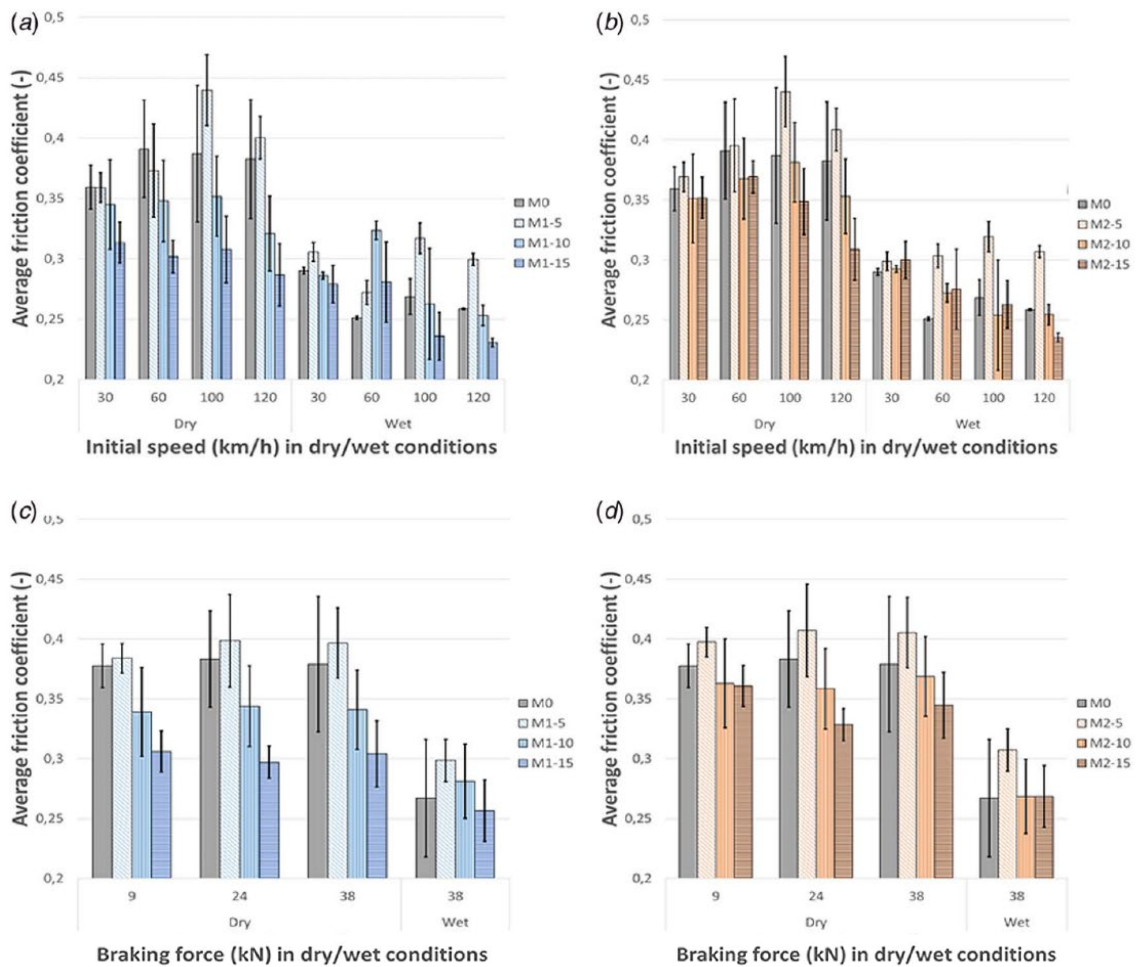 (a)
Average friction coefficient (-)
0,5
0,45
0,4
0,35
0,3
0,25
0,2
30 60 100 120 30 60 100 120
Dry Wet
Initial speed (km/h) in dry/wet conditions
M0
M1-5
M1-10
M1-15
(b)
Average friction coefficient (-)
0,5
0,45
0,4
0,35
0,3
0,25
0,2
30 60 100 120 30 60 100 120
Dry Wet
Initial speed (km/h) in dry/wet conditions
M0
M2-5
M2-10
M2-15
(c)
Average friction coefficient (-)
0,5
0,45
0,4
0,35
0,3
0,25
0,2
9 24 38 38
Dry Wet
Braking force (kN) in dry/wet conditions
M0
M1-5
M1-10
M1-15
(d)
Average friction coefficient (-)
0,5
0,45
0,4
0,35
0,3
0,25
0,2
9 24 38 38
Dry Wet
Braking force (kN) in dry/wet conditions
M0
M2-5
M2-10
M2-15